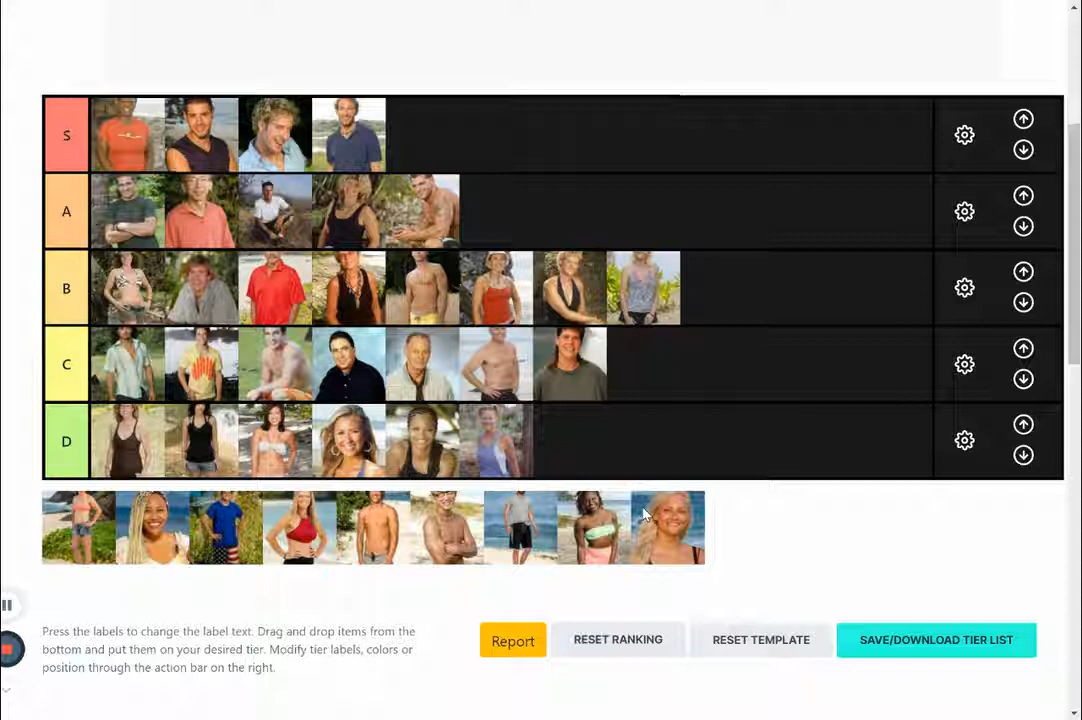 S
A
B
C
D
Press the labels to change the label text. Drag and drop items from the
bottom and put them on your desired tier. Modify tier labels, colors or
position through the action bar on the right.
Report
RESET RANKING
RESET TEMPLATE
SAVE/DOWNLOAD TIER LIST